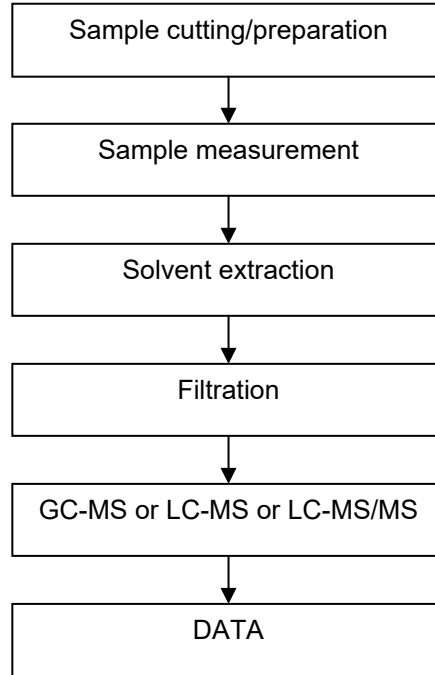 Sample cutting/preparation
Sample measurement
Solvent extraction
Filtration
GC-MS or LC-MS or LC-MS/MS
DATA